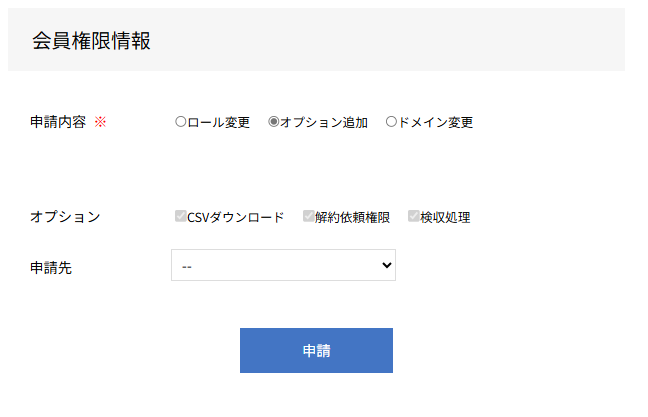 会員権限情報
申請内容 ※ ロール変更 オプション追加 ドメイン変更
オプション CSVダウンロード 解約依頼権限 検収処理
申請先 --
申請